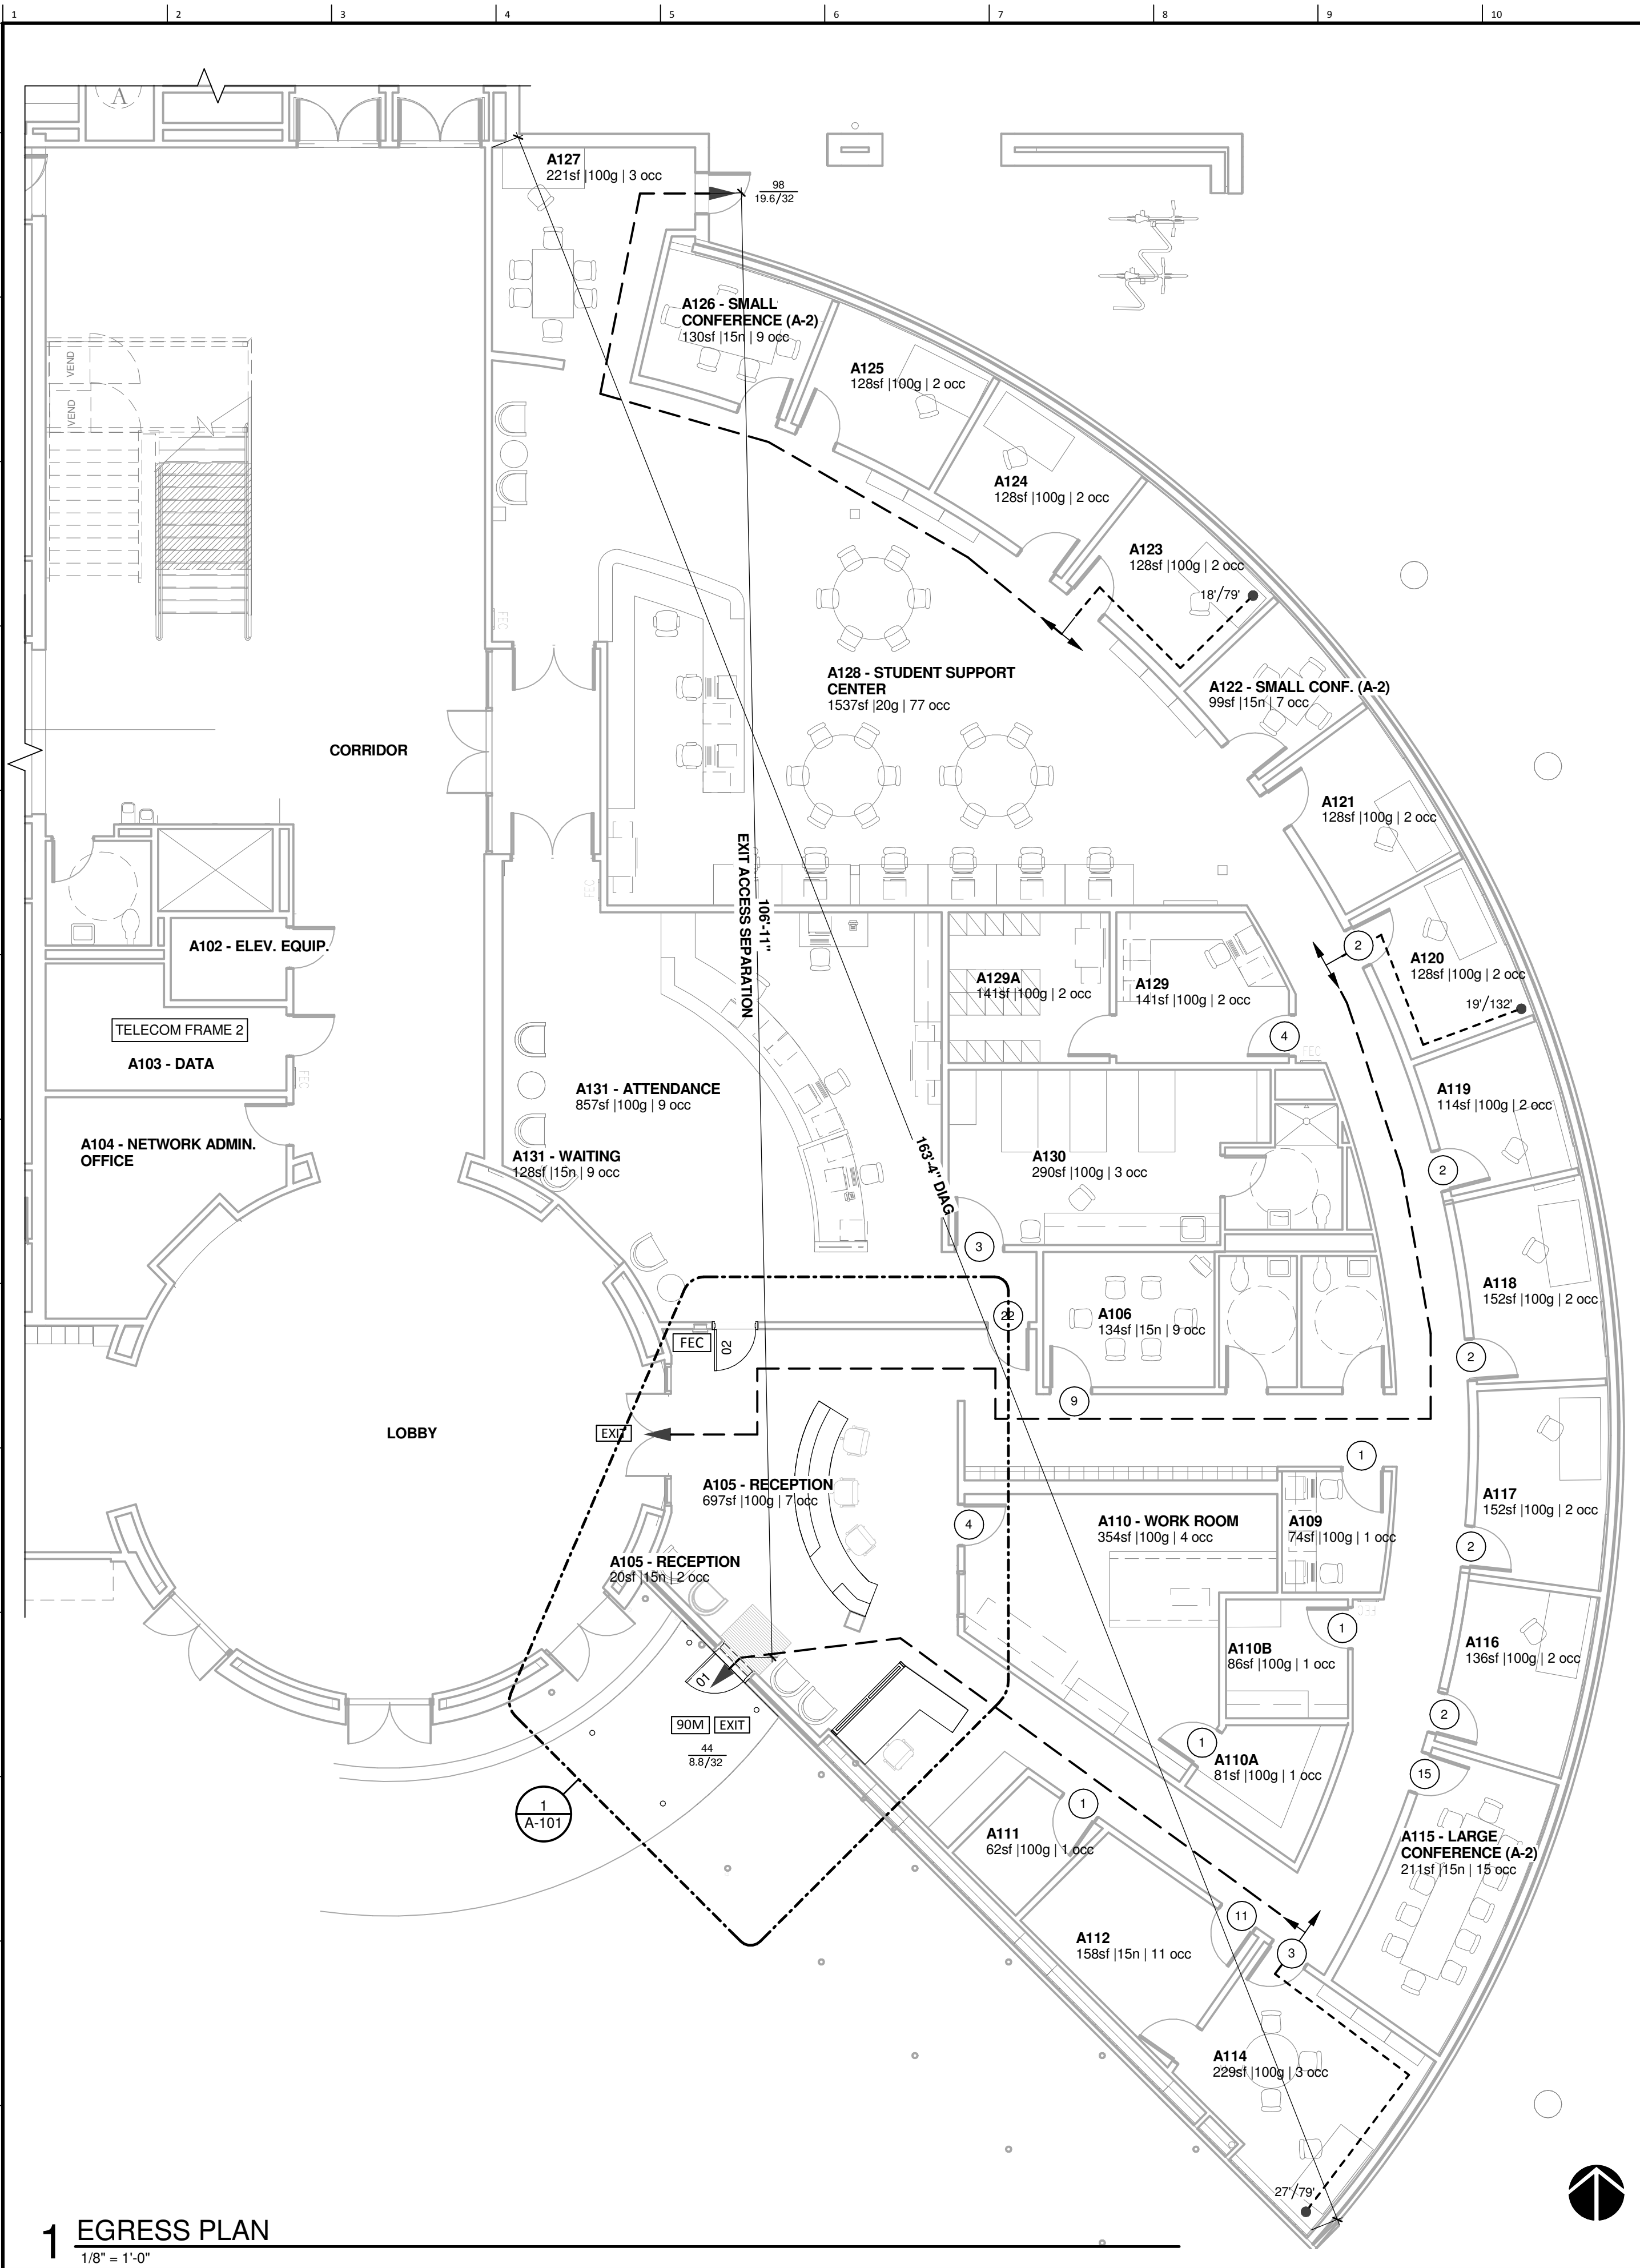 1 2 3 4 5 6 7 8 9 10
A
A127
221sf |100g | 3 occ
98
19.6/32
A126 - SMALL
CONFERENCE (A-2)
130sf |15n | 9 occ
VEND
VEND
A125
128sf |100g | 2 occ
A124
128sf |100g | 2 occ
A123
128sf |100g | 2 occ
18'/79'
FEC
A128 - STUDENT SUPPORT
CENTER
1537sf |20g | 77 occ
A122 - SMALL CONF. (A-2)
99sf |15n | 7 occ
CORRIDOR
A121
128sf |100g | 2 occ
FEC
106'-11"
EXIT ACCESS SEPARATION
A102 - ELEV. EQUIP.
2
A120
128sf |100g | 2 occ
19'/132'
A129A
141sf |100g | 2 occ
A129
141sf |100g | 2 occ
4
FEC
TELECOM FRAME 2
A103 - DATA
FEC
A131 - ATTENDANCE
857sf |100g | 9 occ
A119
114sf |100g | 2 occ
A104 - NETWORK ADMIN.
OFFICE
A131 - WAITING
128sf |15n | 9 occ
163'-4" DIAG
A130
290sf |100g | 3 occ
2
3
A118
152sf |100g | 2 occ
22
A106
134sf |15n | 9 occ
FEC
02
2
9
LOBBY
EXIT
1
A105 - RECEPTION
697sf |100g | 7 occ
A117
152sf |100g | 2 occ
4
A110 - WORK ROOM
354sf |100g | 4 occ
A109
74sf |100g | 1 occ
2
A105 - RECEPTION
20sf |15n | 2 occ
FEC
1
A110B
86sf |100g | 1 occ
A116
136sf |100g | 2 occ
01
2
90M EXIT
44
8.8/32
1
A110A
81sf |100g | 1 occ
15
1
A-101
1
A111
62sf |100g | 1 occ
A115 - LARGE
CONFERENCE (A-2)
211sf |15n | 15 occ
11
A112
158sf |15n | 11 occ
3
A114
229sf |100g | 3 occ
27'/79'
1 EGRESS PLAN
1/8" = 1'-0"